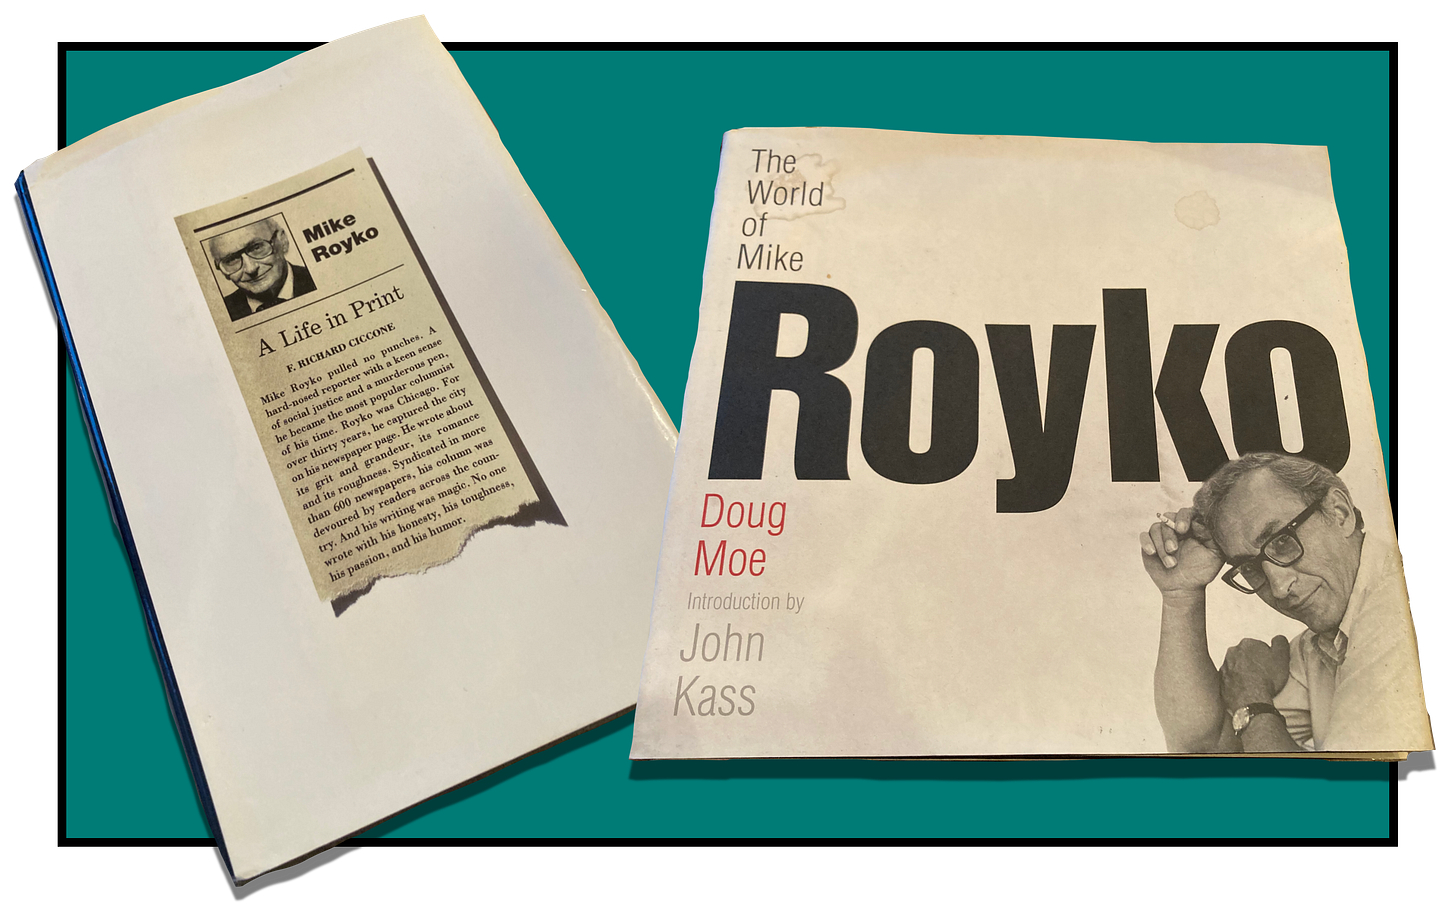 Mike
Royko
A Life in Print
F. RICHARD CICCONE
Mike Royko pulled no punches. A
hard-nosed reporter with a keen sense
of social justice and a murderous pen,
he became the most popular columnist
of his time. Royko was Chicago. For
over thirty years, he captured the city
on his newspaper page. He wrote about
its grit and grandeur, its romance
and its roughness. Syndicated in more
than 600 newspapers, his column was
devoured by readers across the coun-
try. And his writing was magic. No one
wrote with his honesty, his toughness,
his passion, and his humor.
The
World
of
Mike
Royko
Doug
Moe
Introduction by
John
Kass